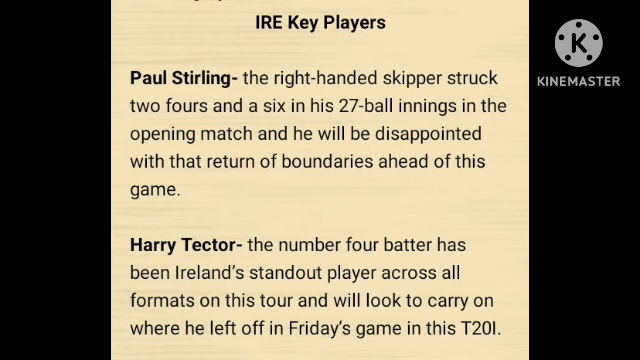 IRE Key Players
Paul Stirling- the right-handed skipper struck
two fours and a six in his 27-ball innings in the
opening match and he will be disappointed
with that return of boundaries ahead of this
game.
Harry Tector- the number four batter has
been Ireland's standout player across all
formats on this tour and will look to carry on
where he left off in Friday's game in this T20I.
K
KINEMASTER